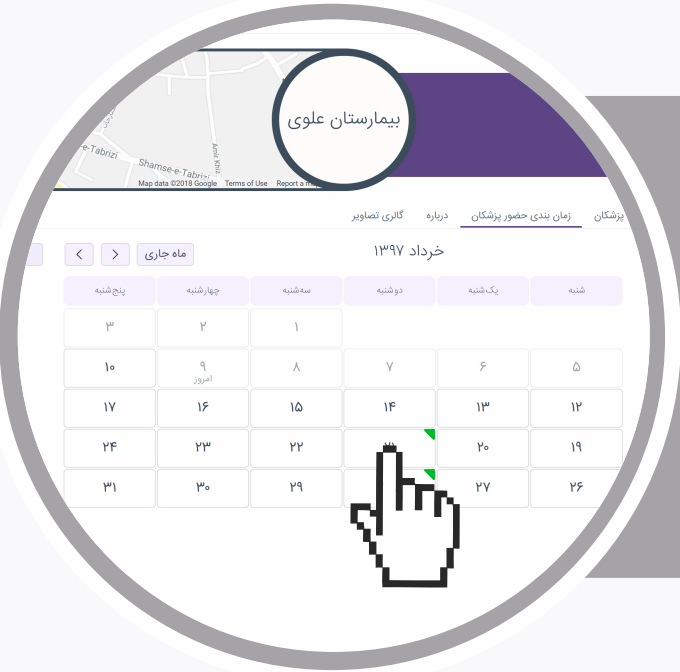 بیمارستان علوی
e-Tabrizi
Shamse-e-Tabrizi
Amir Khiz
Map data ©2018 Google Terms of Use Report a
پزشکان زمان بندی حضور پزشکان درباره گالری تصاویر
خرداد ۱۳۹۷ ماه جاری
شنبه یک‌شنبه دوشنبه سه‌شنبه چهارشنبه پنج‌شنبه
۱ ۲ ۳
۵ ۶ ۷ ۸ ۹ ۱۰
امروز
۱۲ ۱۳ ۱۴ ۱۵ ۱۶ ۱۷
۱۹ ۲۰ ۲۲ ۲۳ ۲۴
۲۶ ۲۷ ۲۹ ۳۰ ۳۱